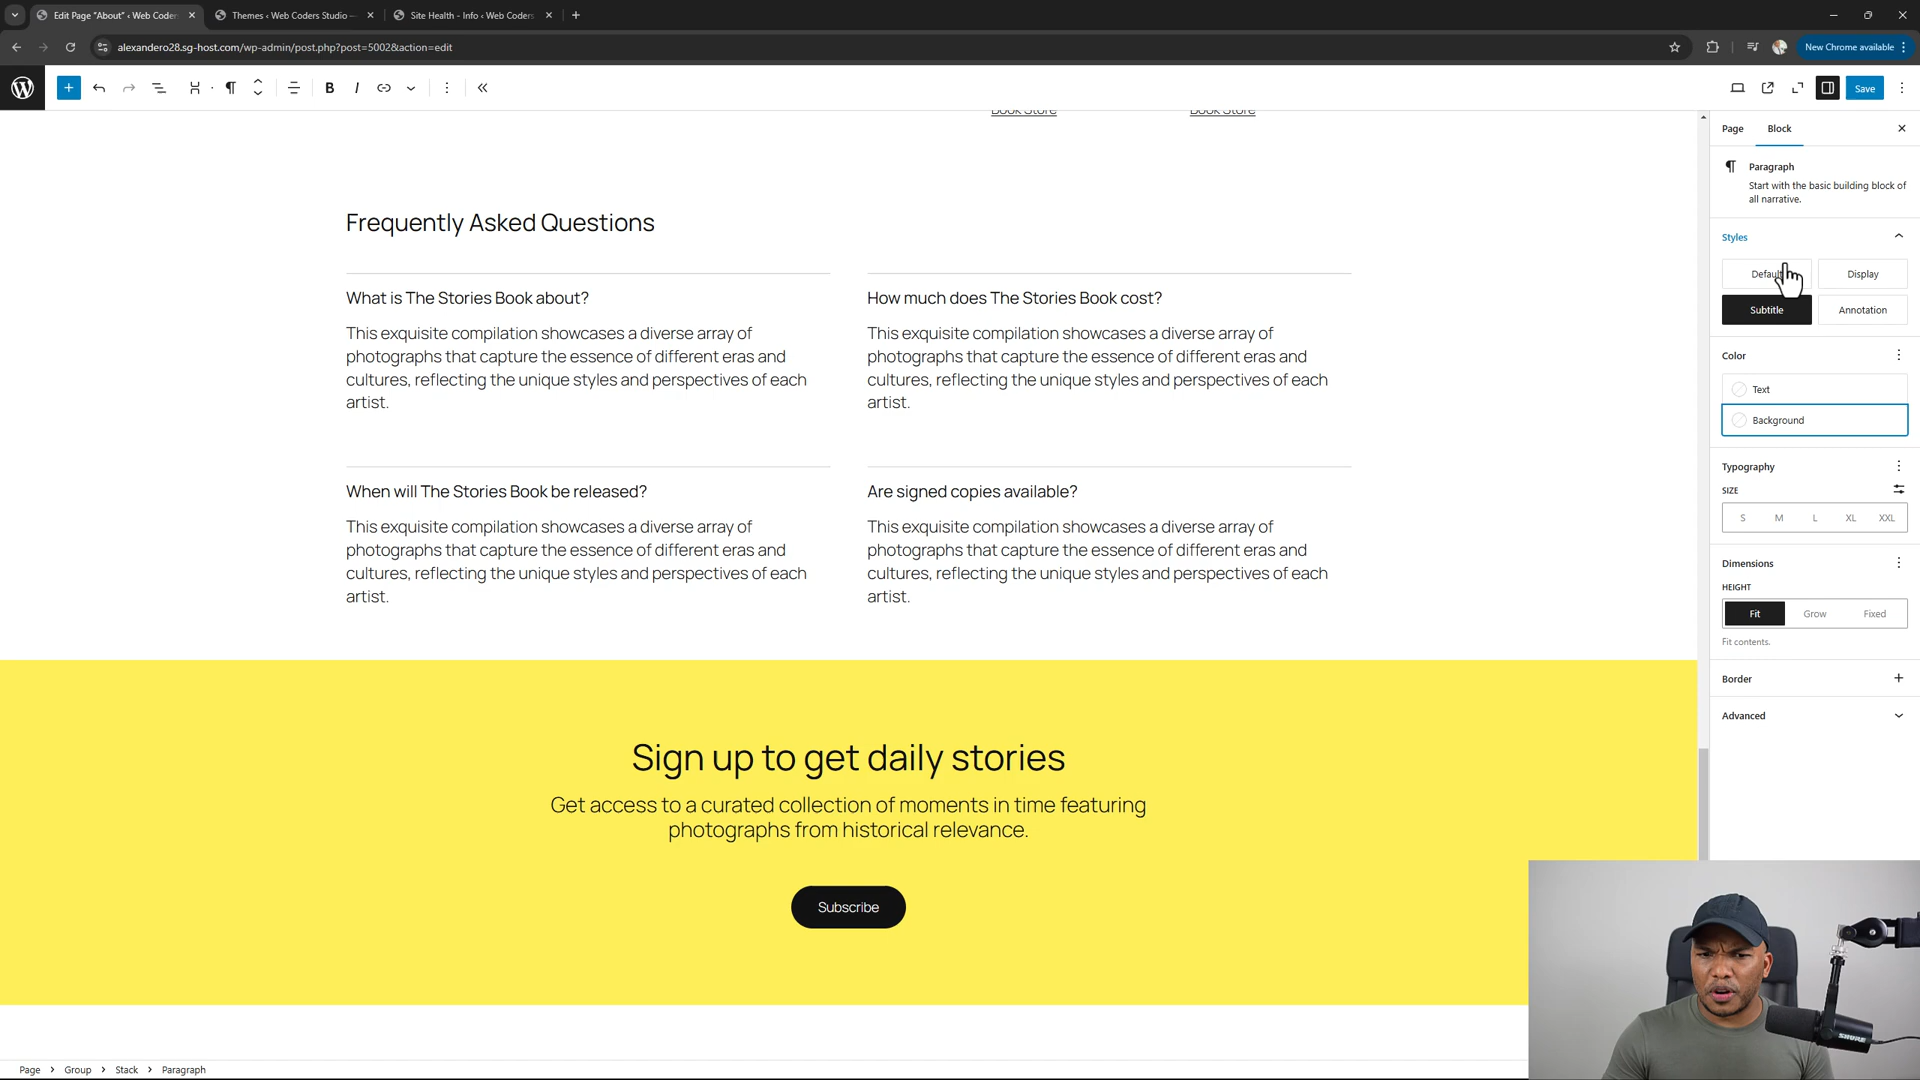 Edit Page "About" ‹ Web Coders
Themes ‹ Web Coders Studio —
Site Health - Info ‹ Web Coders
alexandero28.sg-host.com/wp-admin/post.php?post=5002&action=edit
New Chrome available
B
I
Save
Book Store
Book Store
Page
Block
Paragraph
Start with the basic building block of
all narrative.
Styles
Default
Display
Subtitle
Annotation
Color
Text
Background
Typography
SIZE
S M L XL XXL
Dimensions
HEIGHT
Fit
Grow
Fixed
Fit contents.
Border
Advanced
Frequently Asked Questions
What is The Stories Book about?
This exquisite compilation showcases a diverse array of
photographs that capture the essence of different eras and
cultures, reflecting the unique styles and perspectives of each
artist.
How much does The Stories Book cost?
This exquisite compilation showcases a diverse array of
photographs that capture the essence of different eras and
cultures, reflecting the unique styles and perspectives of each
artist.
When will The Stories Book be released?
This exquisite compilation showcases a diverse array of
photographs that capture the essence of different eras and
cultures, reflecting the unique styles and perspectives of each
artist.
Are signed copies available?
This exquisite compilation showcases a diverse array of
photographs that capture the essence of different eras and
cultures, reflecting the unique styles and perspectives of each
artist.
Sign up to get daily stories
Get access to a curated collection of moments in time featuring
photographs from historical relevance.
Subscribe
SHURE
Page > Group > Stack > Paragraph